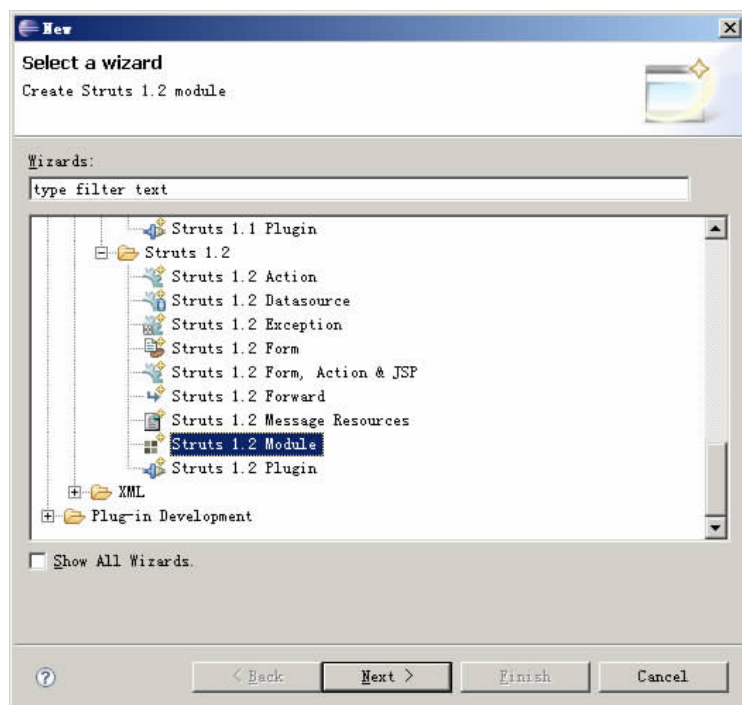 New
Select a wizard
Create Struts 1.2 module
Wizards:
type filter text
Struts 1.1 Plugin
Struts 1.2
Struts 1.2 Action
Struts 1.2 Datasource
Struts 1.2 Exception
Struts 1.2 Form
Struts 1.2 Form, Action & JSP
Struts 1.2 Forward
Struts 1.2 Message Resources
Struts 1.2 Module
Struts 1.2 Plugin
XML
Plug-in Development
Show All Wizards.
? < Back Next > Finish Cancel